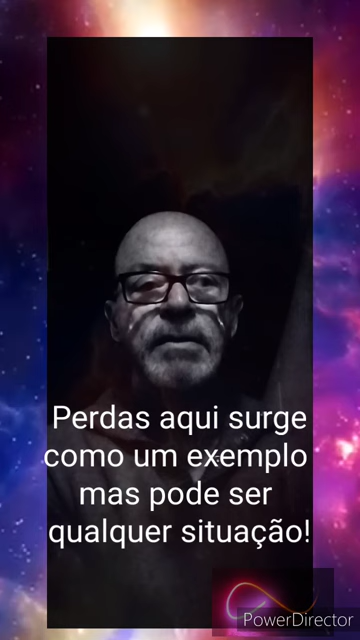 Perdas aqui surge
como um exemplo
mas pode ser
qualquer situação!
PowerDirector